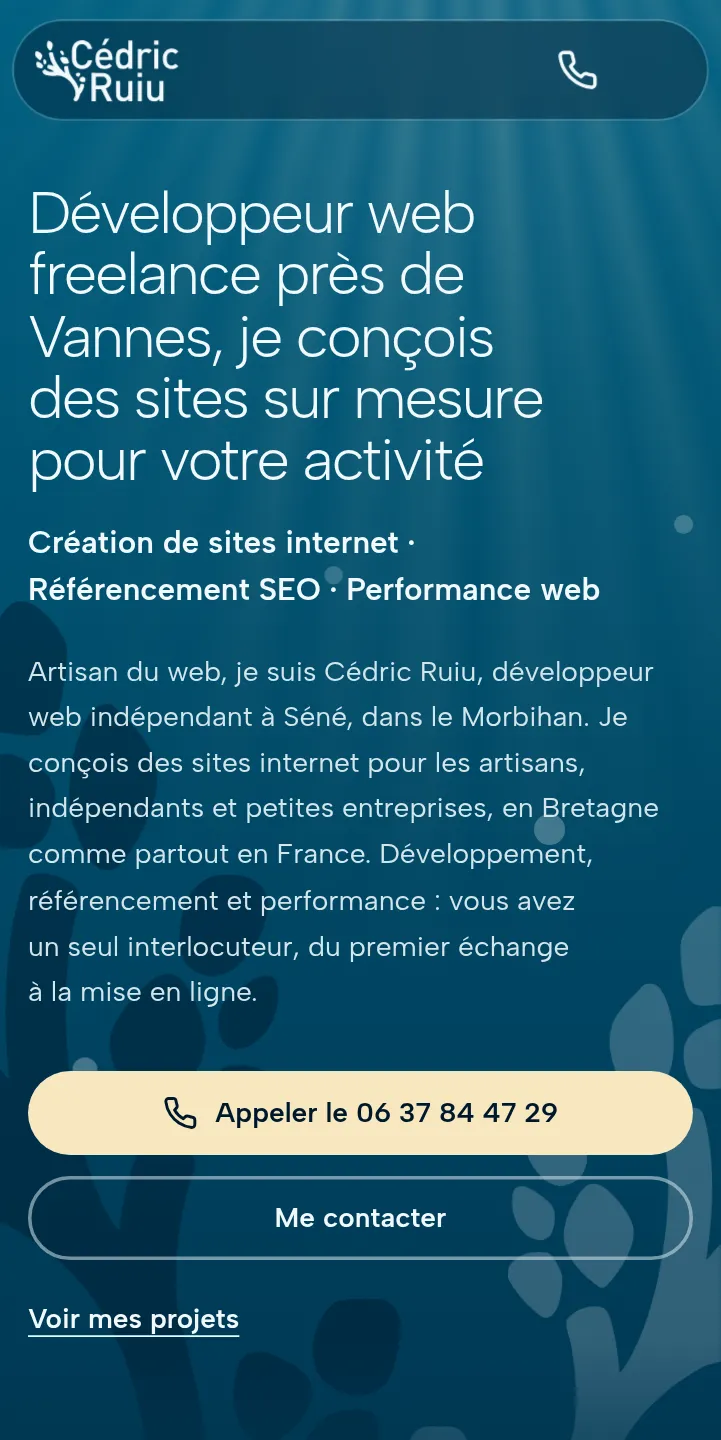 Cédric
Ruiu
Développeur web
freelance près de
Vannes, je conçois
des sites sur mesure
pour votre activité
Création de sites internet ·
Référencement SEO · Performance web
Artisan du web, je suis Cédric Ruiu, développeur
web indépendant à Séné, dans le Morbihan. Je
conçois des sites internet pour les artisans,
indépendants et petites entreprises, en Bretagne
comme partout en France. Développement,
référencement et performance : vous avez
un seul interlocuteur, du premier échange
à la mise en ligne.
Appeler le 06 37 84 47 29
Me contacter
Voir mes projets